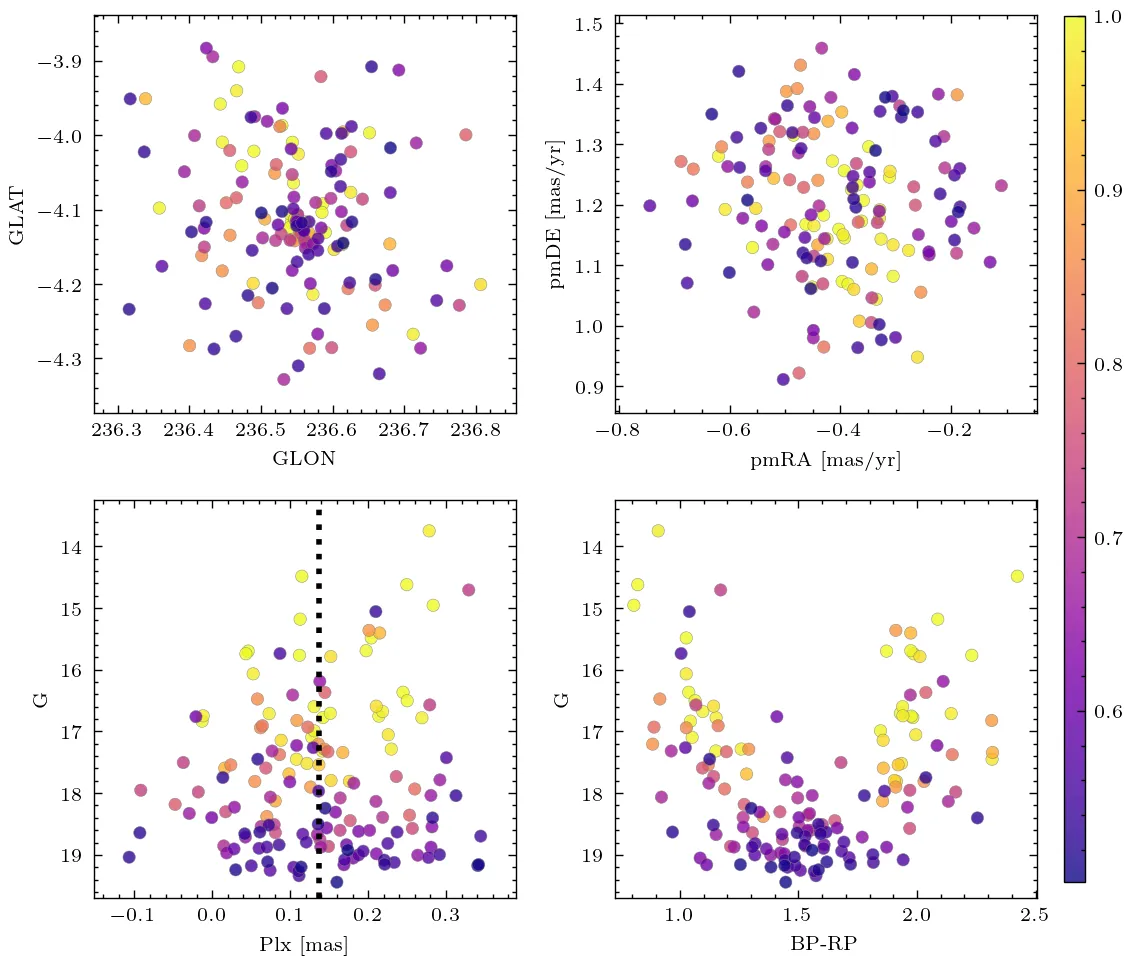 −3.9
−4.0
−4.1
−4.2
−4.3
GLAT
236.3 236.4 236.5 236.6 236.7 236.8
GLON
1.5
1.4
1.3
1.2
1.1
1.0
0.9
pmDE [mas/yr]
−0.8 −0.6 −0.4 −0.2
pmRA [mas/yr]
14
15
16
17
18
19
G
−0.1 0.0 0.1 0.2 0.3
Plx [mas]
14
15
16
17
18
19
G
1.0 1.5 2.0 2.5
BP-RP
1.0
0.9
0.8
0.7
0.6